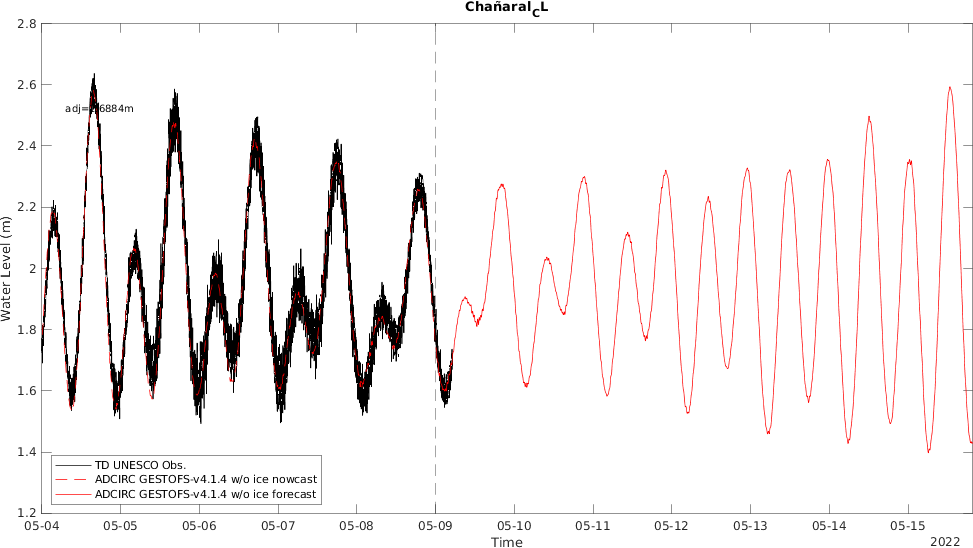 Chañaral_CL
2.8
2.6
2.4
2.2
2
1.8
1.6
1.4
1.2
Water Level (m)
TD UNESCO Obs.
ADCIRC GESTOFS-v4.1.4 w/o ice nowcast
ADCIRC GESTOFS-v4.1.4 w/o ice forecast
05-04 05-05 05-06 05-07 05-08 05-09 05-10 05-11 05-12 05-13 05-14 05-15
Time
2022